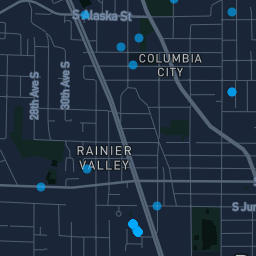 S Alaska St
COLUMBIA
CITY
28th Ave S
30th Ave S
RAINIER
VALLEY
S Jun